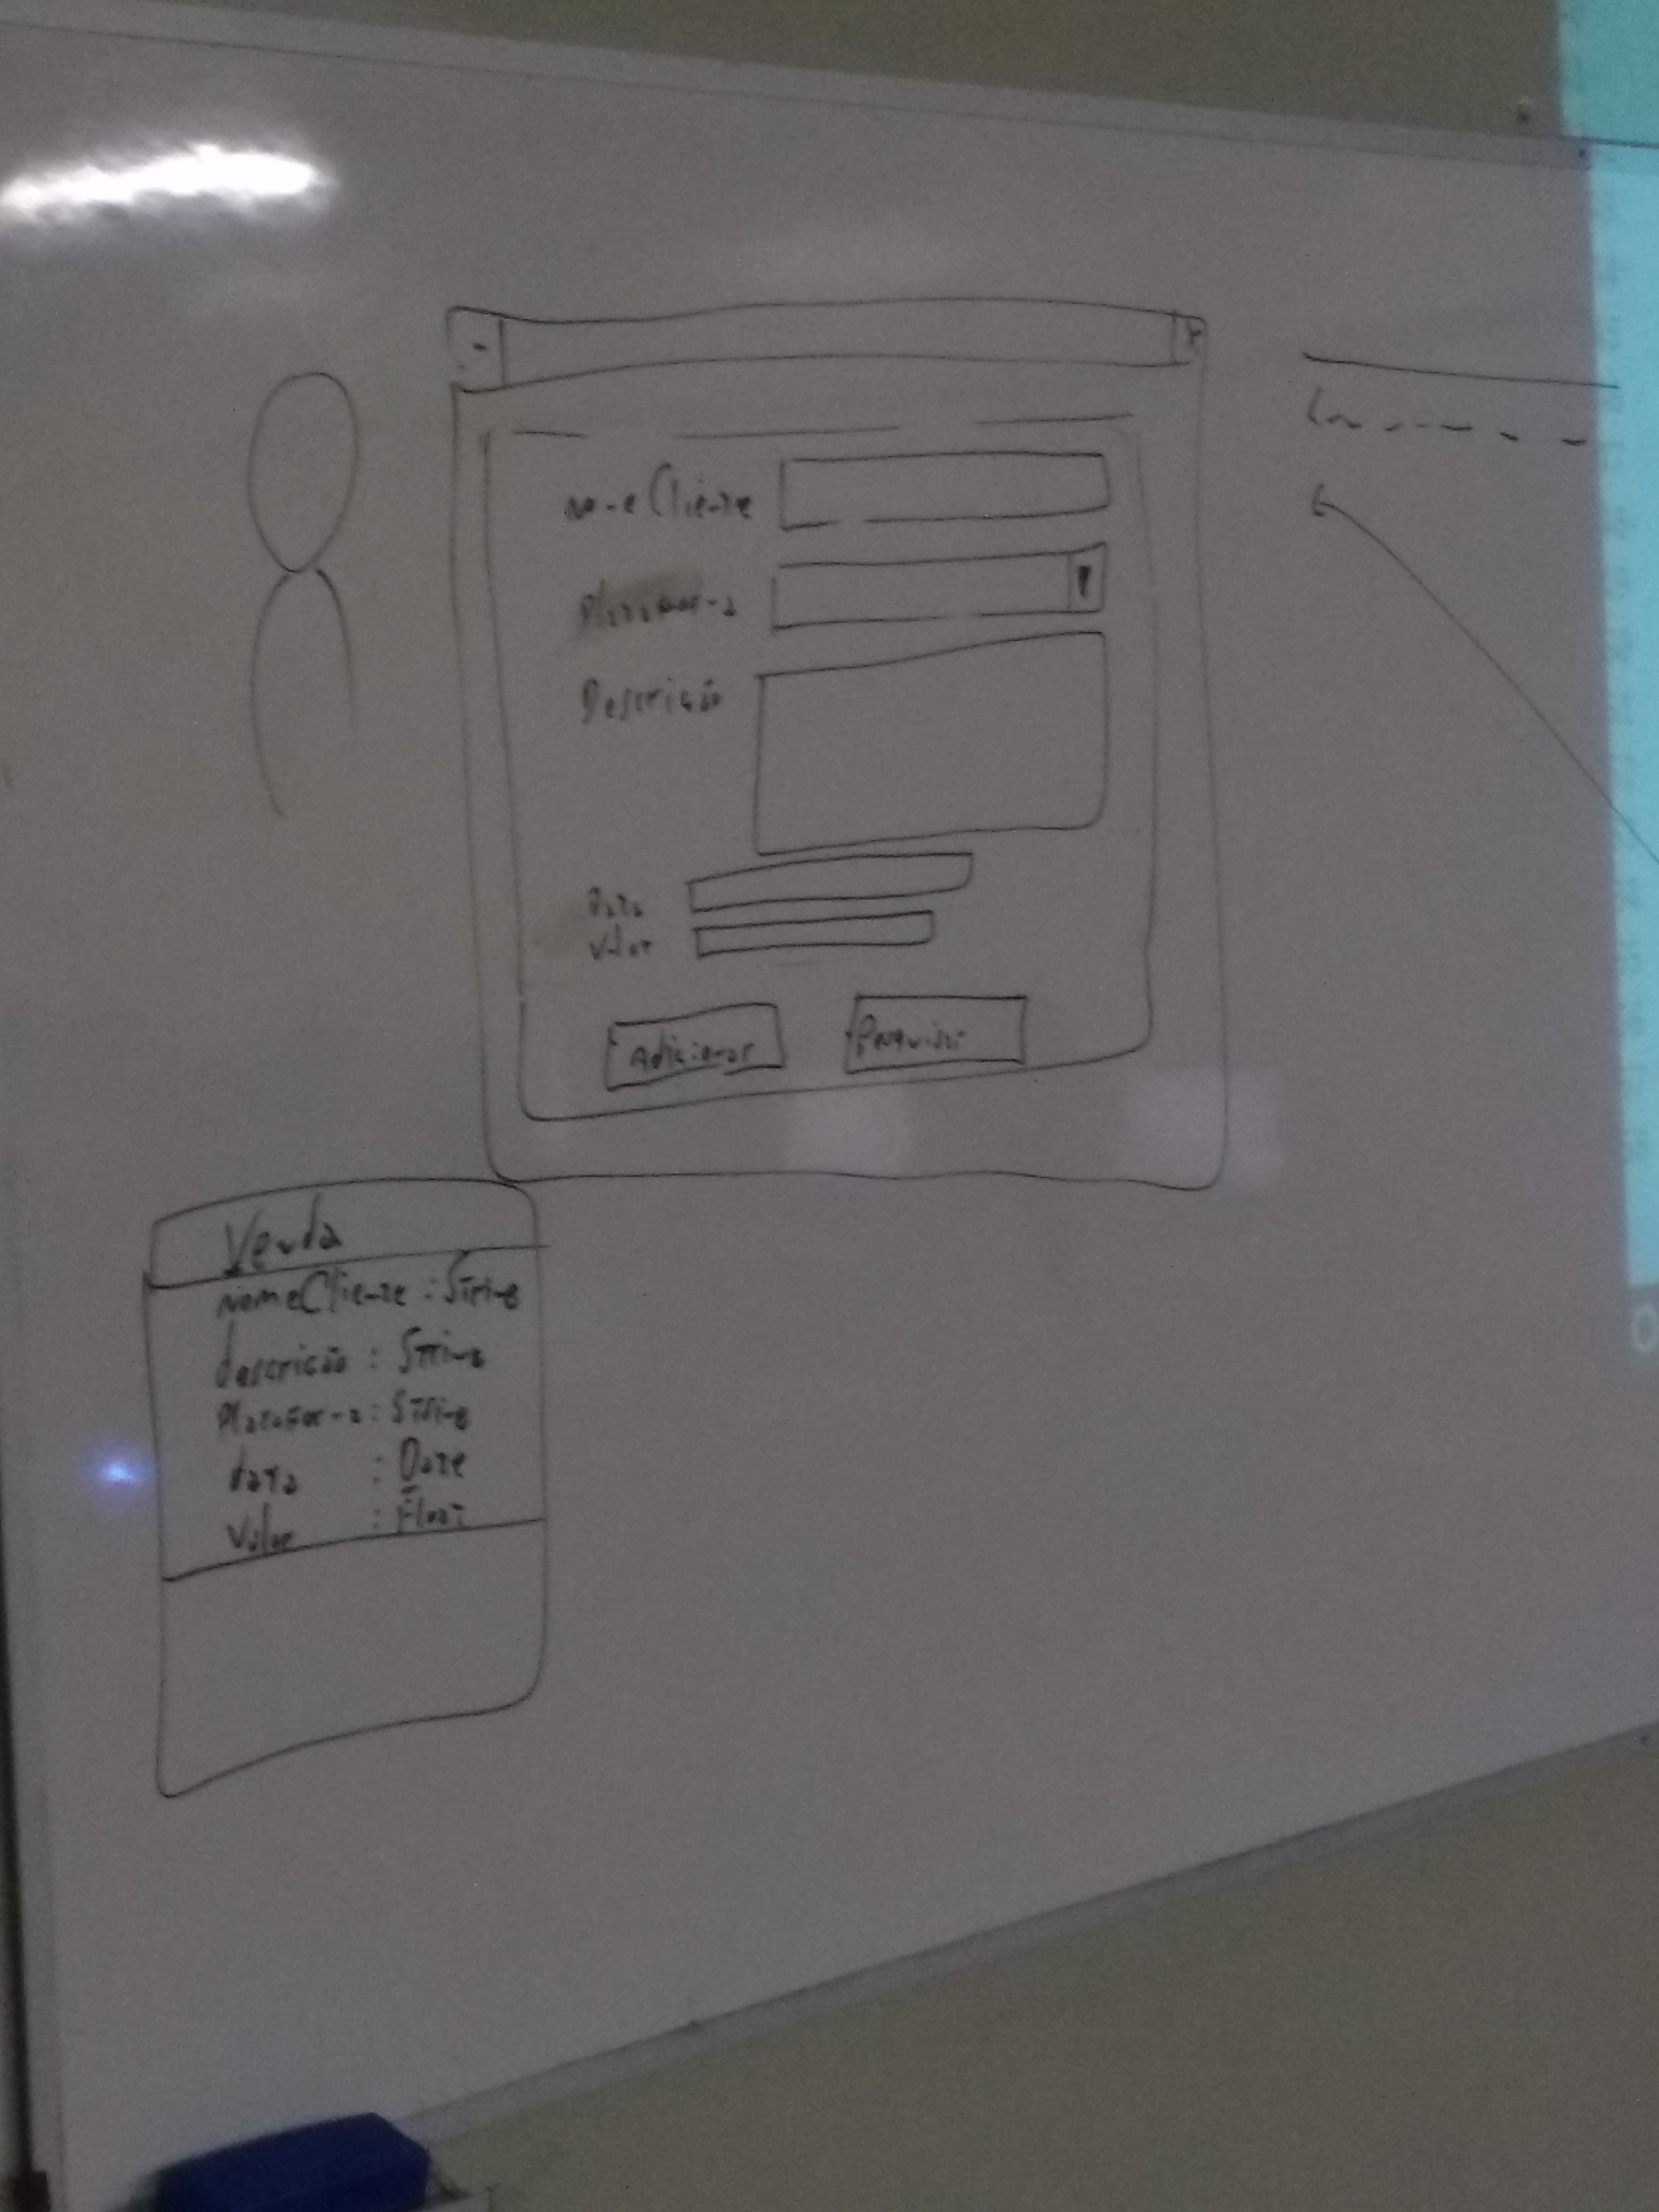 nomeCliente
Plataforma
Descrição
Data
Valor
Adicionar
Pesquisar
Venda
nomeCliente : String
descrição : String
Plataforma : String
data : Date
Valor : Float